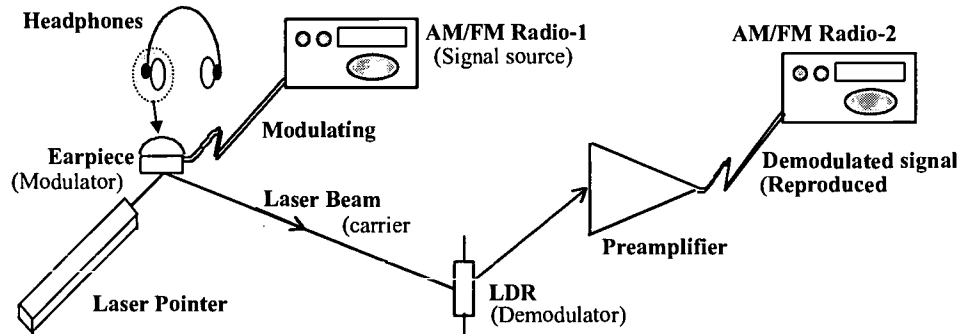 Headphones
AM/FM Radio-1
(Signal source)
AM/FM Radio-2
Modulating
Earpiece
(Modulator)
Demodulated signal
(Reproduced
Laser Beam
(carrier
Preamplifier
Laser Pointer
LDR
(Demodulator)